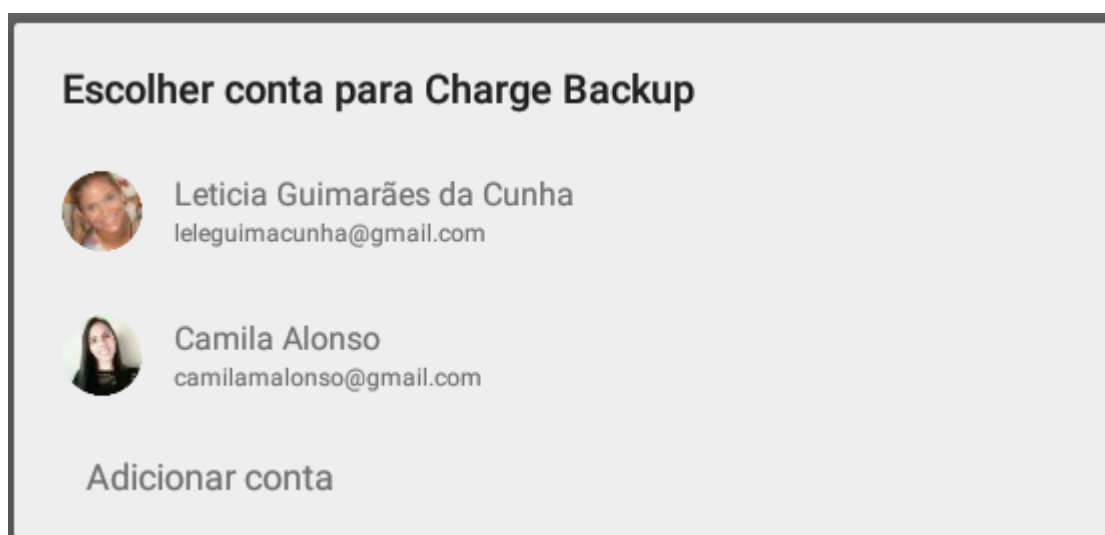 Escolher conta para Charge Backup
Leticia Guimarães da Cunha
leleguimacunha@gmail.com
Camila Alonso
camilamalonso@gmail.com
Adicionar conta